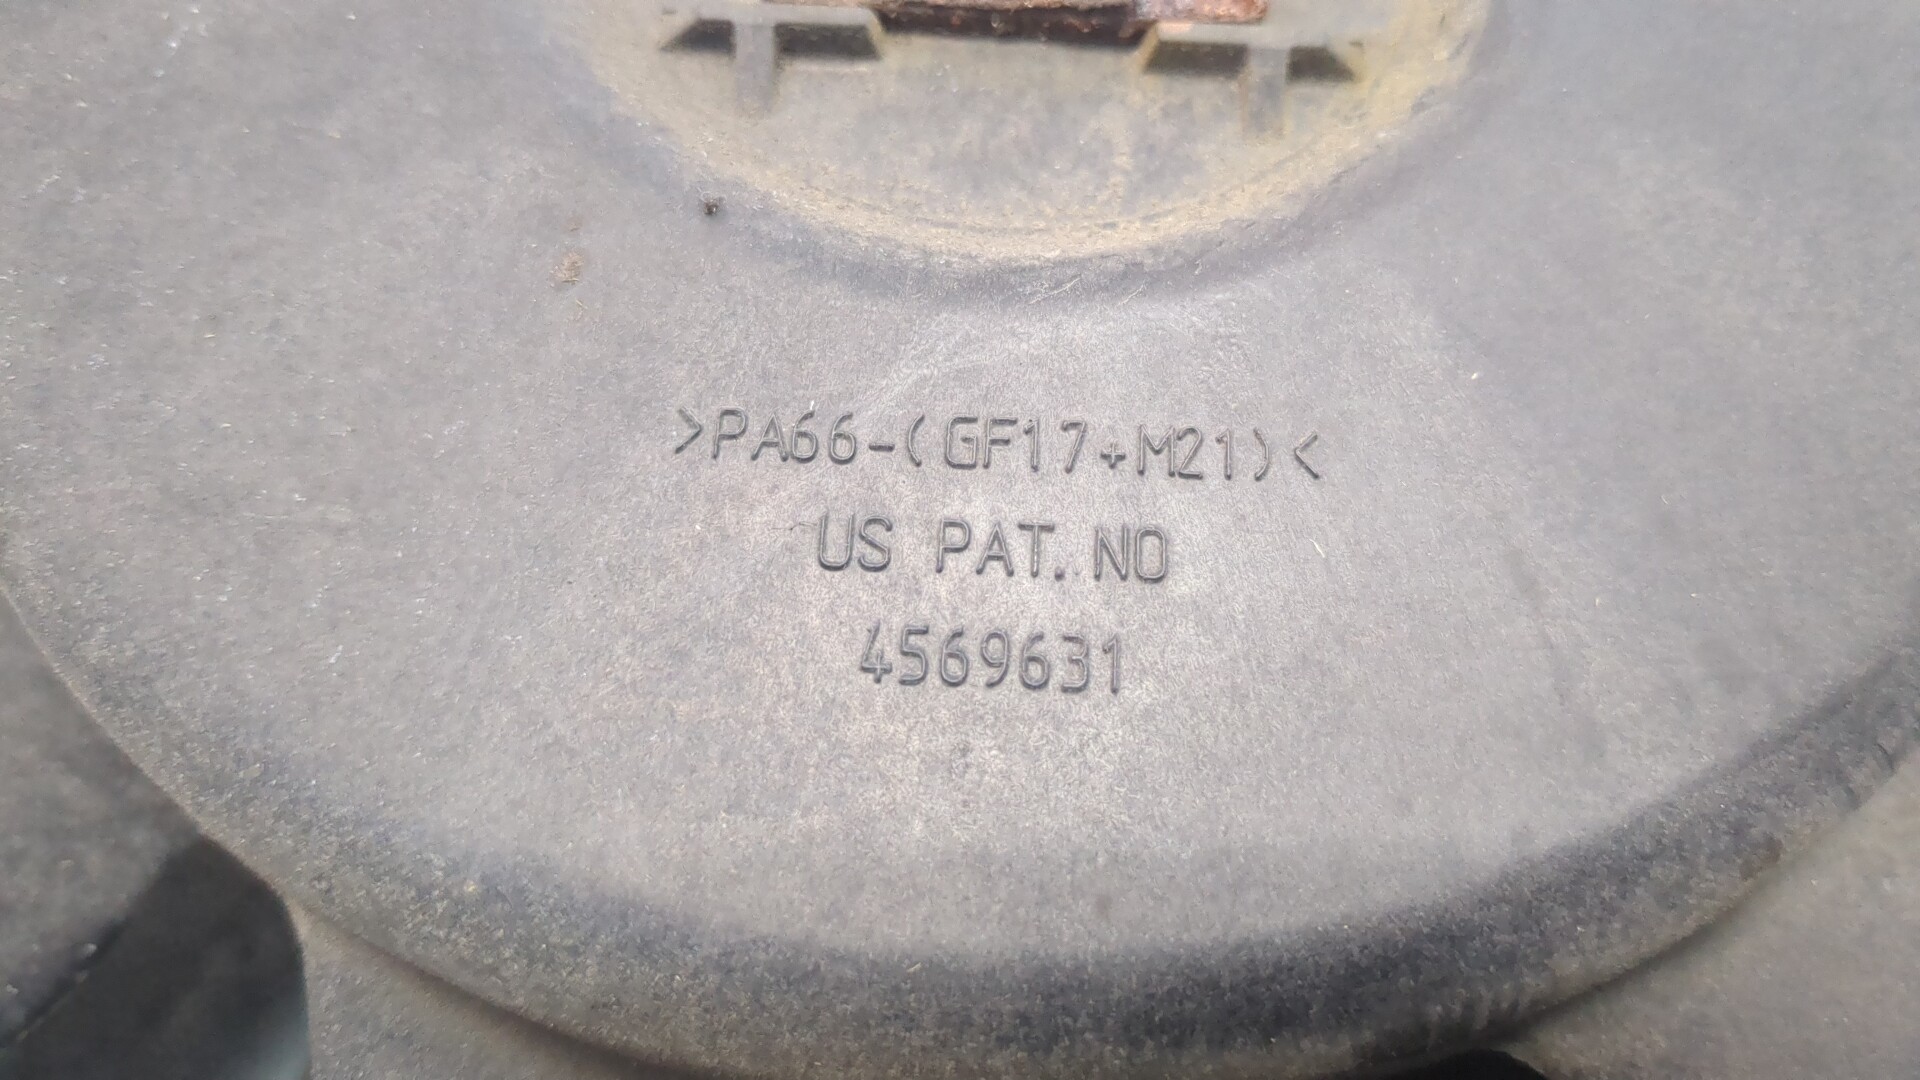 >PA66-(GF17+M21)<
US PAT. NO
4569631